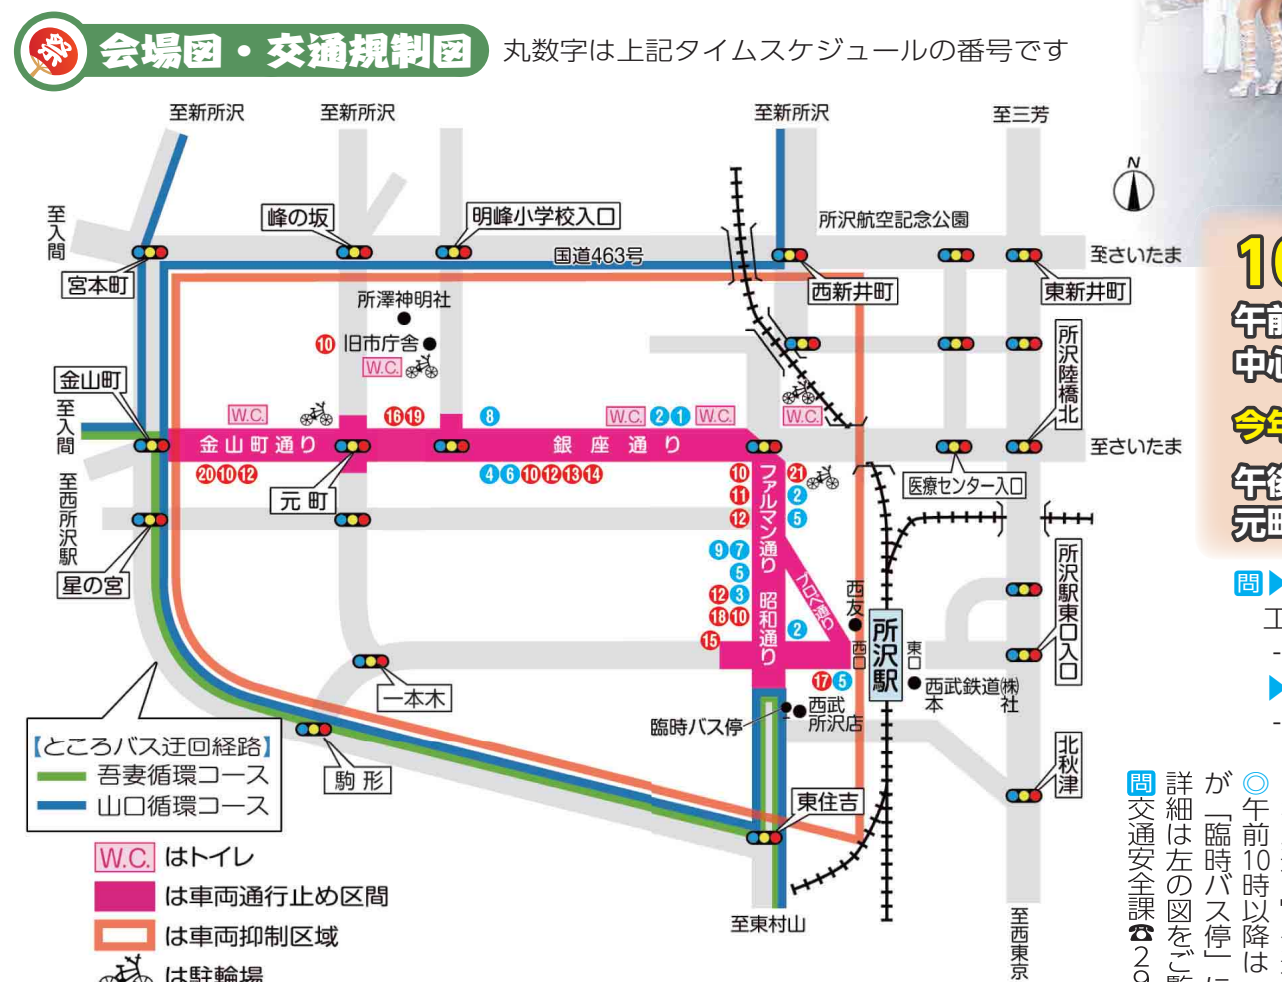 祭 会場図・交通規制図 丸数字は上記タイムスケジュールの番号です
至新所沢
至新所沢
至新所沢
至三芳
N
至入間
峰の坂
明峰小学校入口
所沢航空記念公園
国道463号
至さいたま
宮本町
西新井町
東新井町
所澤神明社
⑩ 旧市庁舎
W.C.
所沢陸橋北
金山町
至入間
W.C.
⑯⑲
⑧
W.C. ②① W.C.
W.C.
金山町通り
銀座通り
至さいたま
⑳⑩⑫
元町
④⑥⑩⑫⑬⑭
⑩
⑪
⑫
ファルマン通り
㉑
②
⑤
医療センター入口
至西所沢駅
星の宮
⑨⑦
⑤
⑫③
⑱⑩
⑮
昭和通り
プロペ通り
②
西友
西口
所沢駅
東口
所沢駅東口入口
⑰⑤
西武鉄道㈱
本社
一本木
臨時バス停
西武
所沢店
北秋津
駒形
東住吉
【ところバス迂回経路】
吾妻循環コース
山口循環コース
W.C. はトイレ
は車両通行止め区間
は車両抑制区域
は駐輪場
至東村山
至西東京
午前
中心
今年
午後
元町
問▶
工
◎午前10時以降は
が「臨時バス停」に
詳細は左の図をご覧
問交通安全課☎29